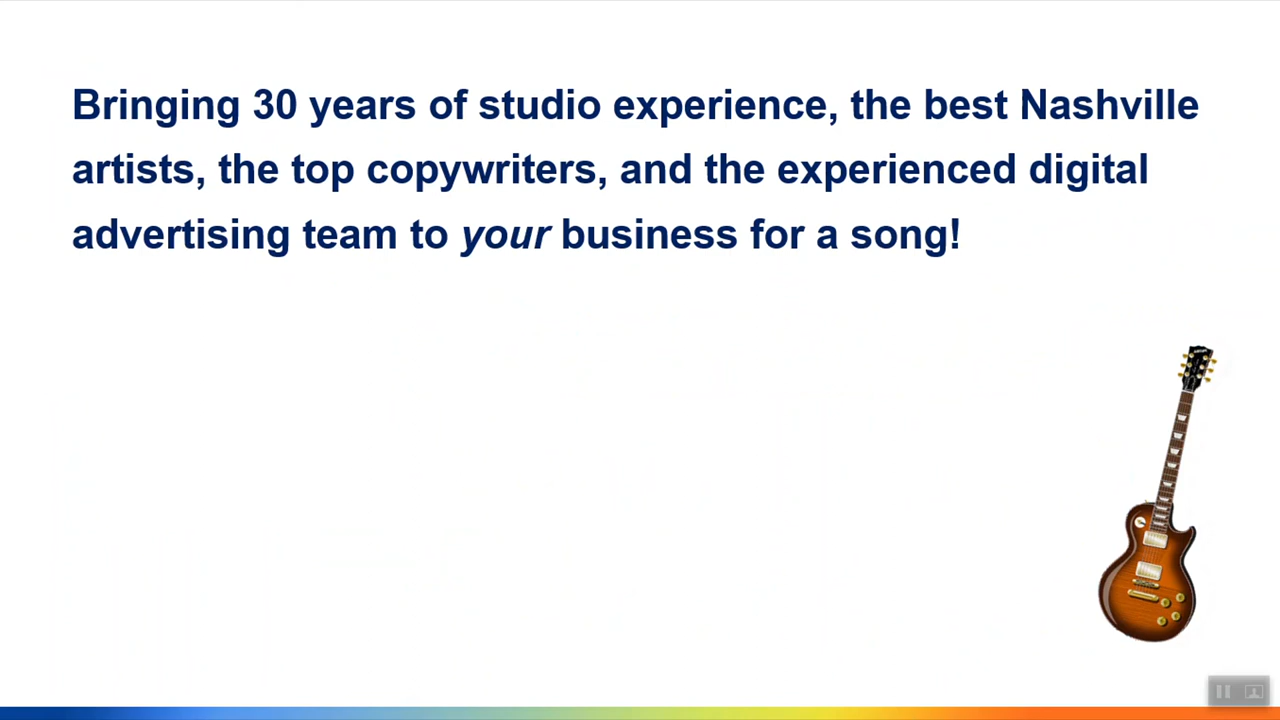 Bringing 30 years of studio experience, the best Nashville
artists, the top copywriters, and the experienced digital
advertising team to your business for a song!